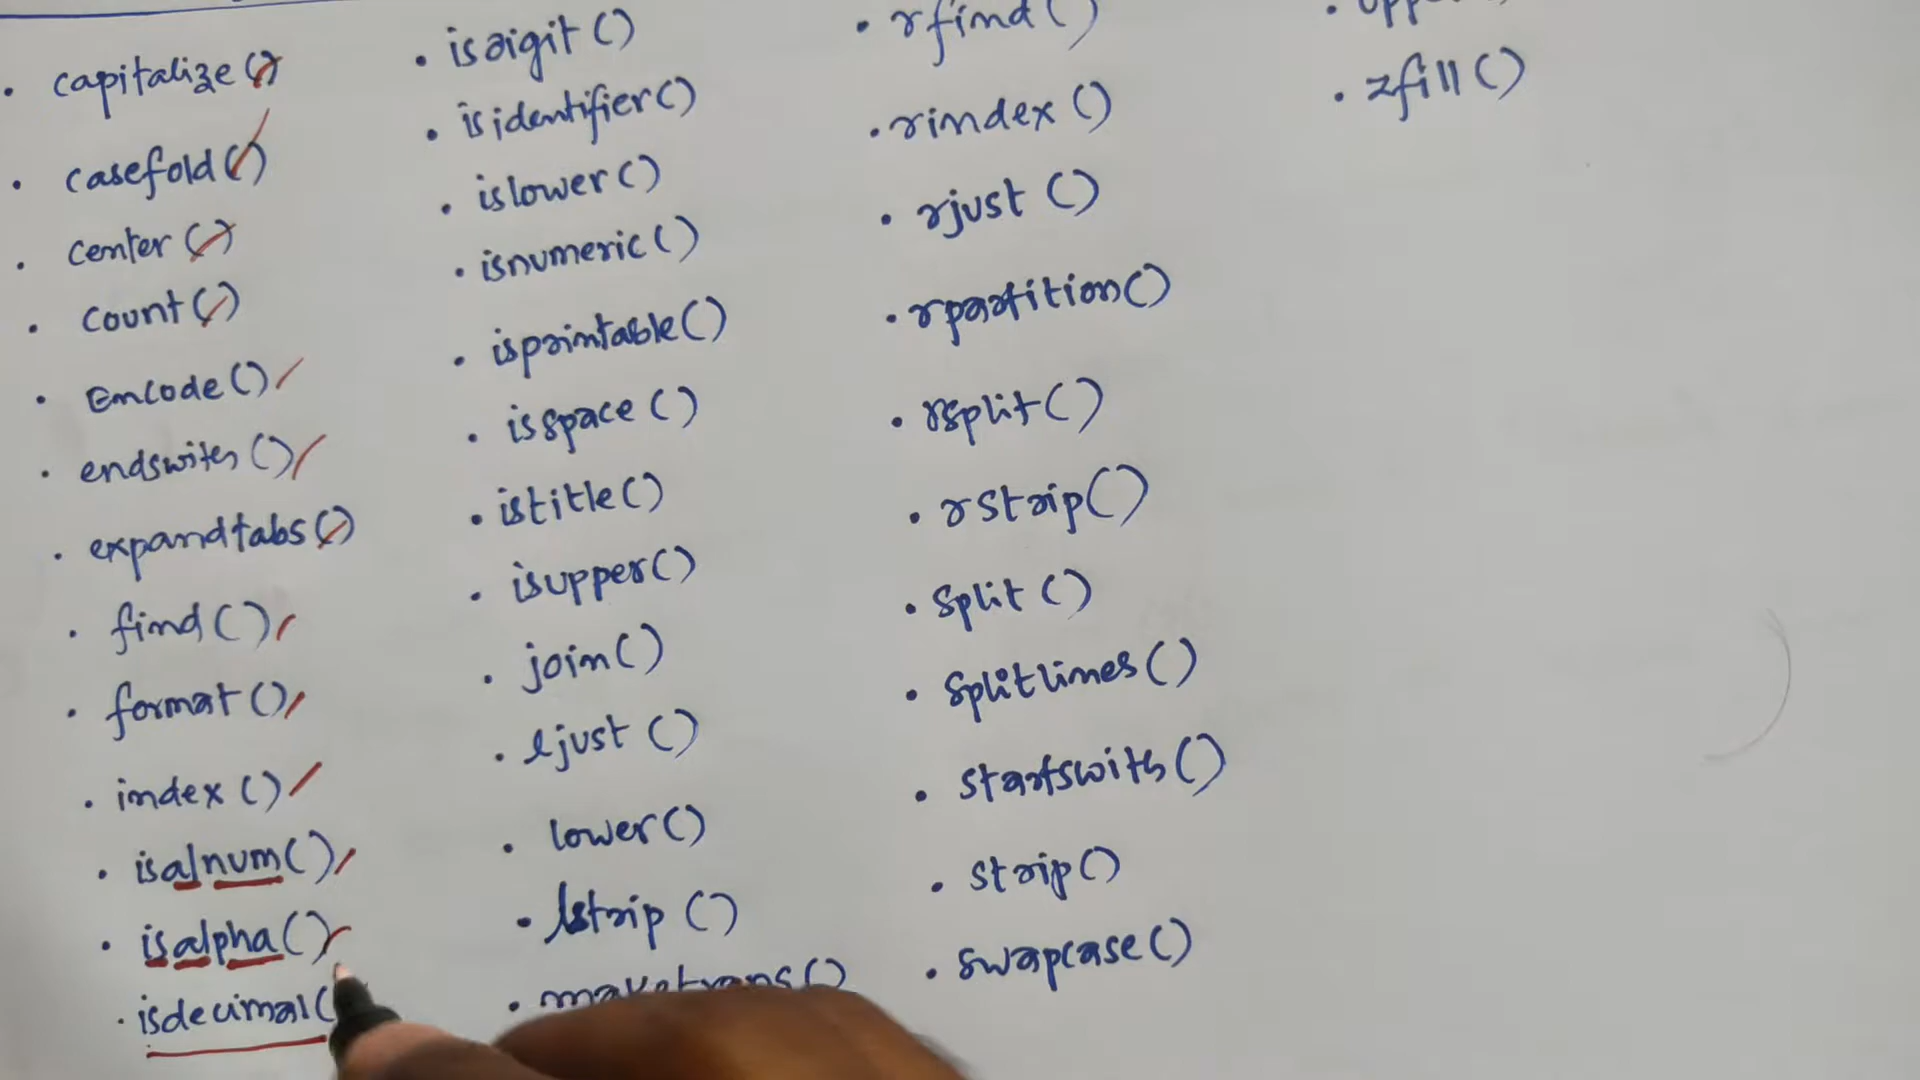 • capitalize()
• casefold()
• center()
• count()
• Encode()
• endswith()
• expandtabs()
• find()
• format()
• index()
• isalnum()
• isalpha()
• isdecimal(
• isdigit()
• isidentifier()
• islower()
• isnumeric()
• isprintable()
• isspace()
• istitle()
• isupper()
• join()
• ljust()
• lower()
• lstrip()
• maketrans()
• rfind()
• rindex()
• rjust()
• rpartition()
• rsplit()
• rstrip()
• split()
• splitlines()
• startswith()
• strip()
• swapcase()
• zfill()